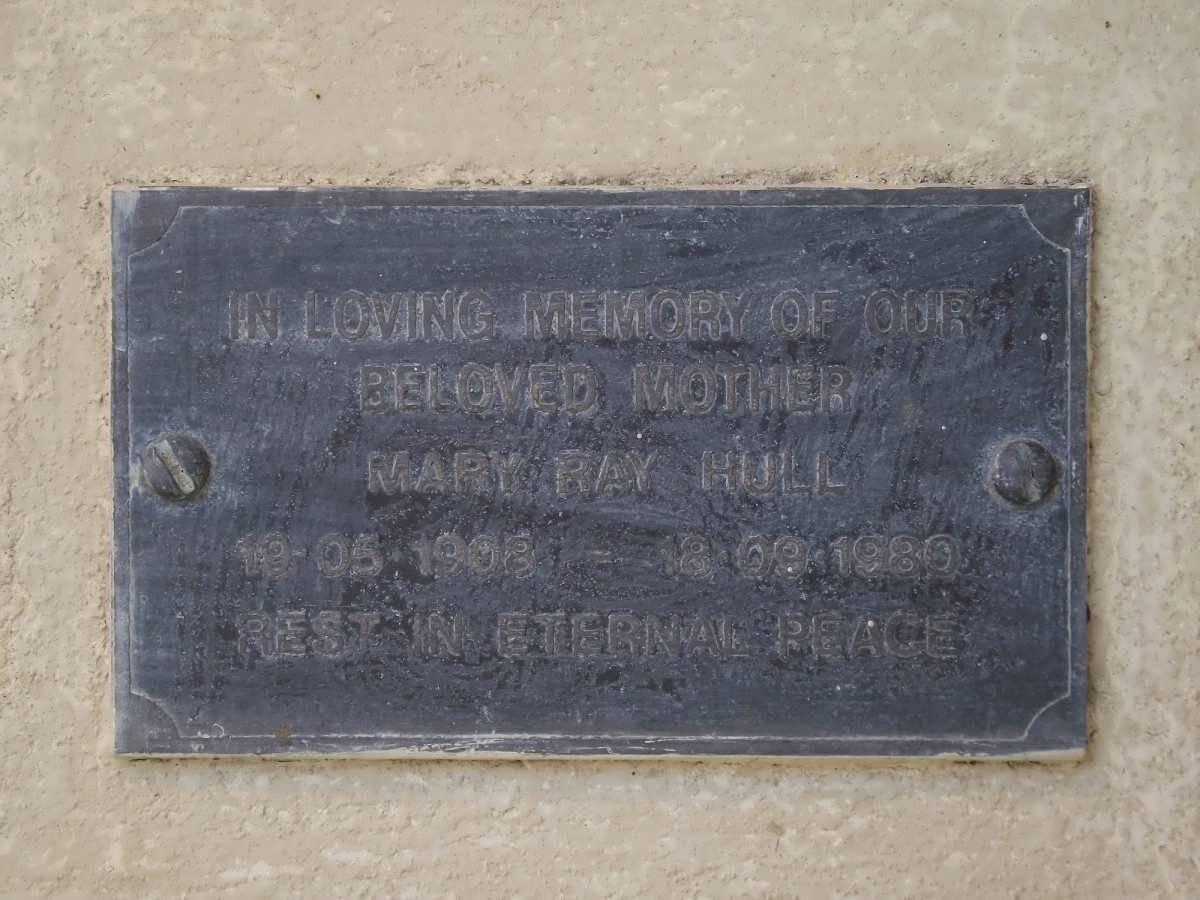 IN LOVING MEMORY OF OUR
BELOVED MOTHER
MARY RAY HULL
19·05·1908 – 18·09·1980
REST IN ETERNAL PEACE